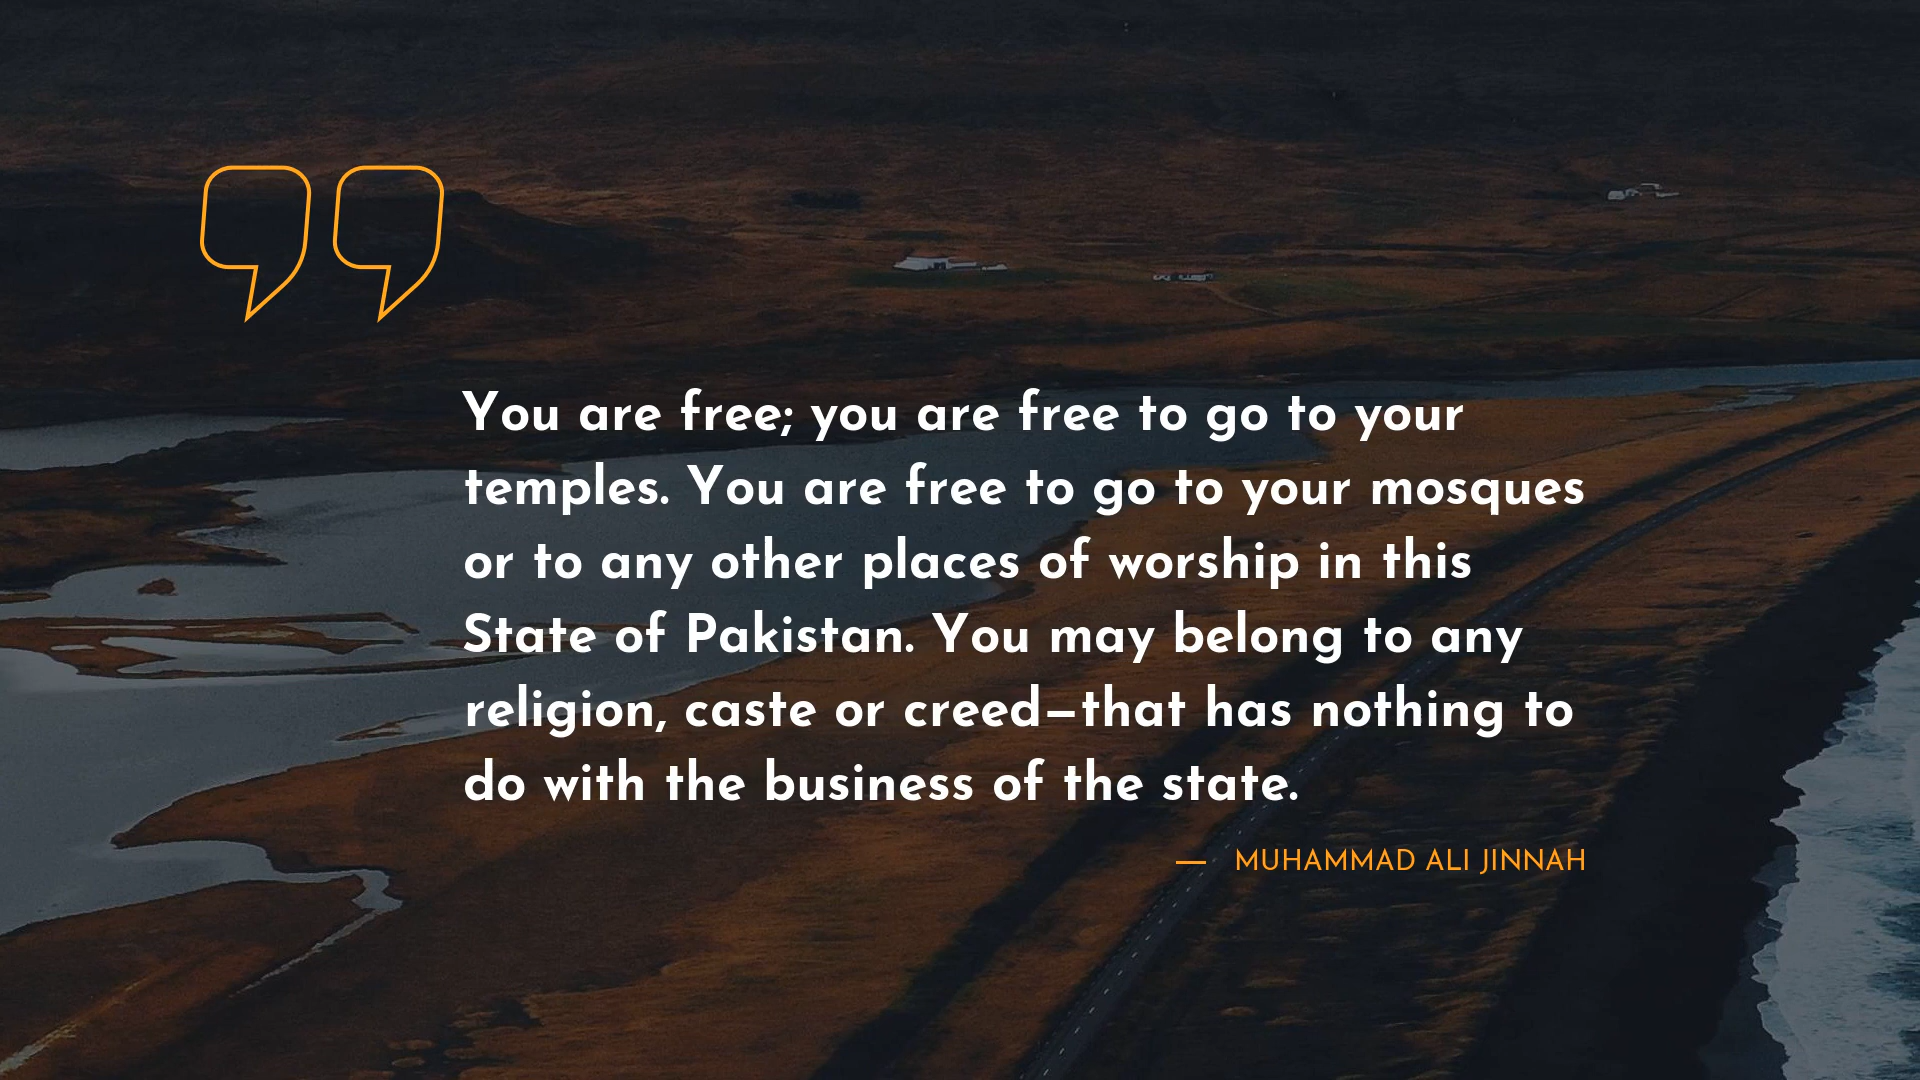 You are free; you are free to go to your
temples. You are free to go to your mosques
or to any other places of worship in this
State of Pakistan. You may belong to any
religion, caste or creed—that has nothing to
do with the business of the state.
— MUHAMMAD ALI JINNAH